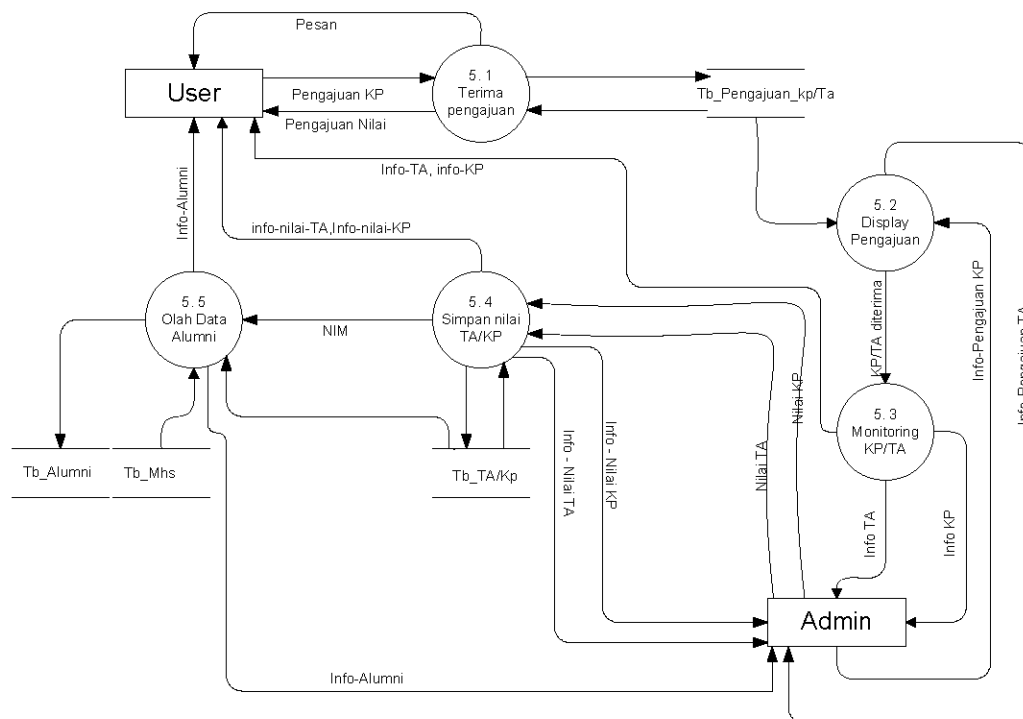 Pesan
User
5.1
Terima
pengajuan
Pengajuan KP
Pengajuan Nilai
Tb_Pengajuan_kp/Ta
Info-TA, info-KP
5.2
Display
Pengajuan
Info-Alumni
info-nilai-TA,Info-nilai-KP
5.5
Olah Data
Alumni
NIM
5.4
Simpan nilai
TA/KP
KP/TA diterima
Info-Pengajuan KP
Info-Pengajuan TA
5.3
Monitoring
KP/TA
Tb_Alumni
Tb_Mhs
Tb_TA/Kp
Info - Nilai TA
Info - Nilai KP
Nilai TA
Nilai KP
Info TA
Info KP
Admin
Info-Alumni